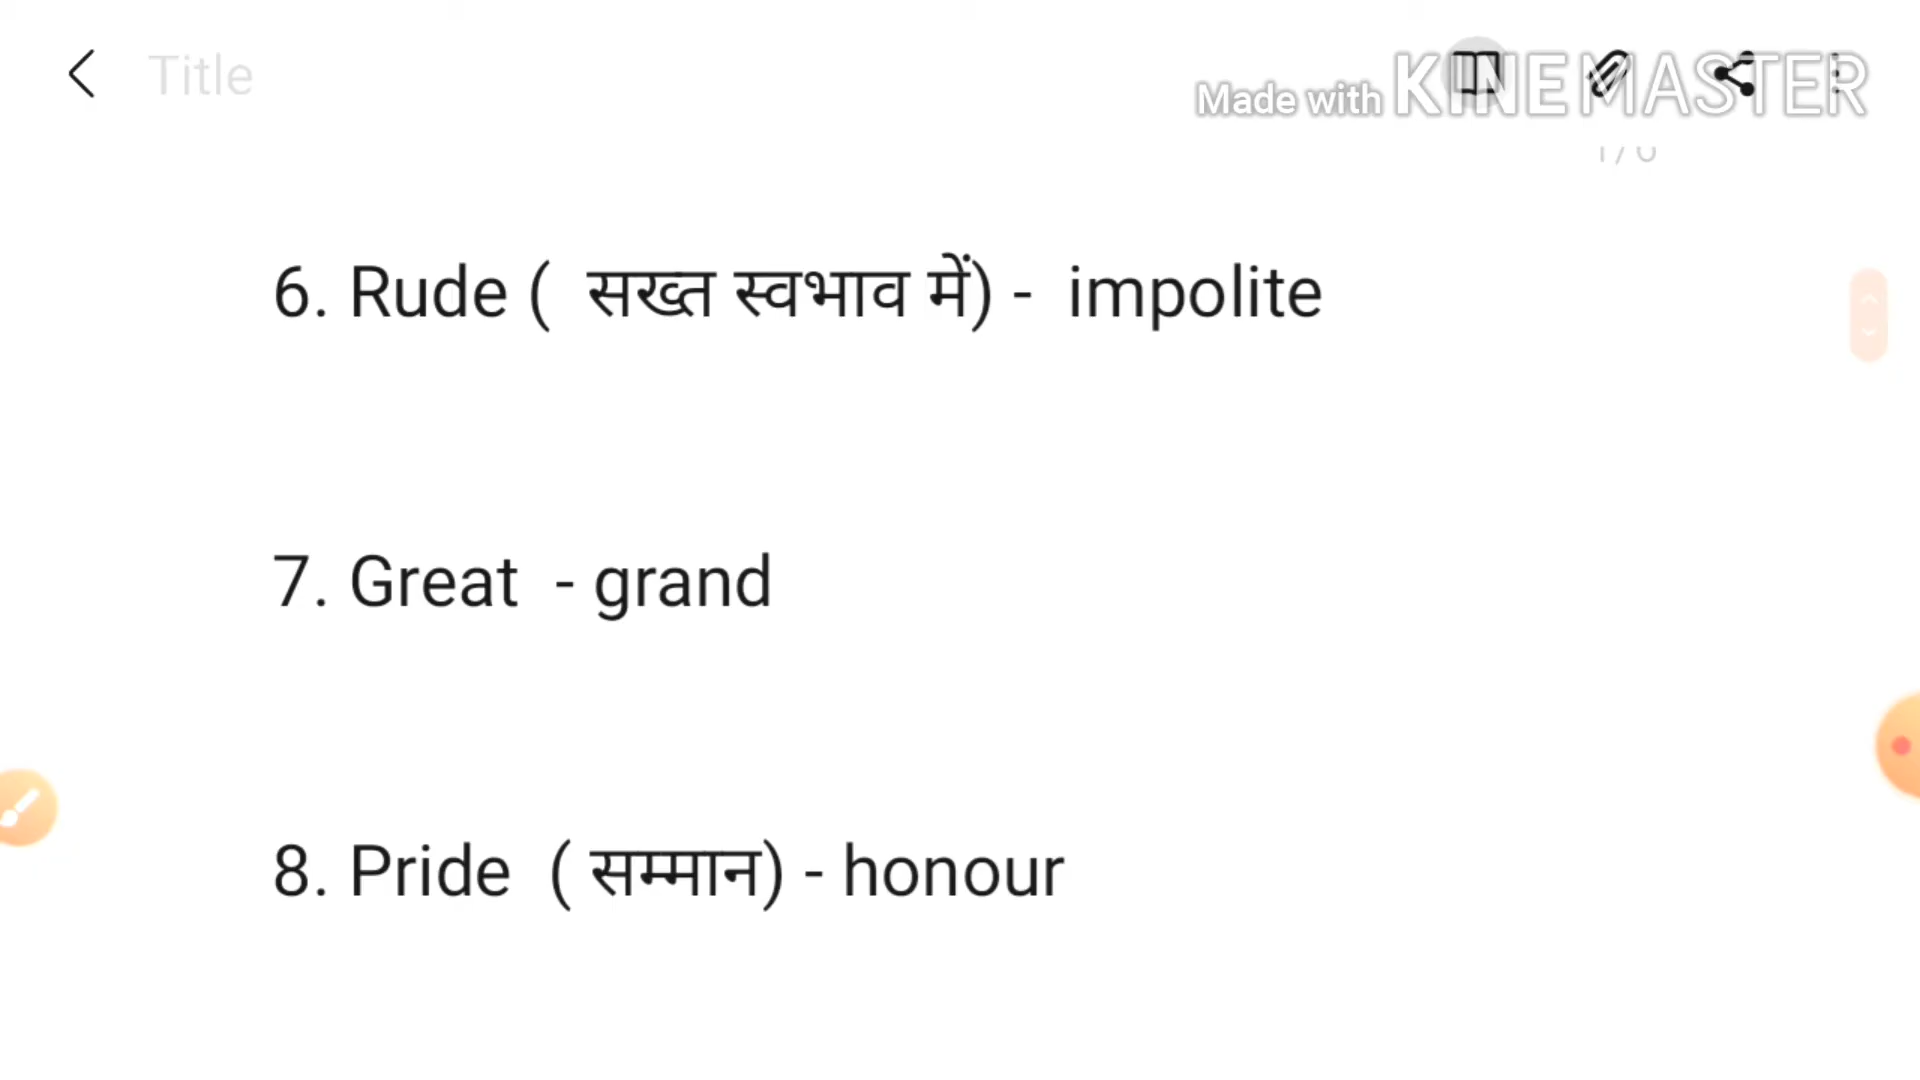 Title
Made with KINEMASTER
6. Rude ( सख्त स्वभाव में) - impolite
7. Great - grand
8. Pride ( सम्मान) - honour